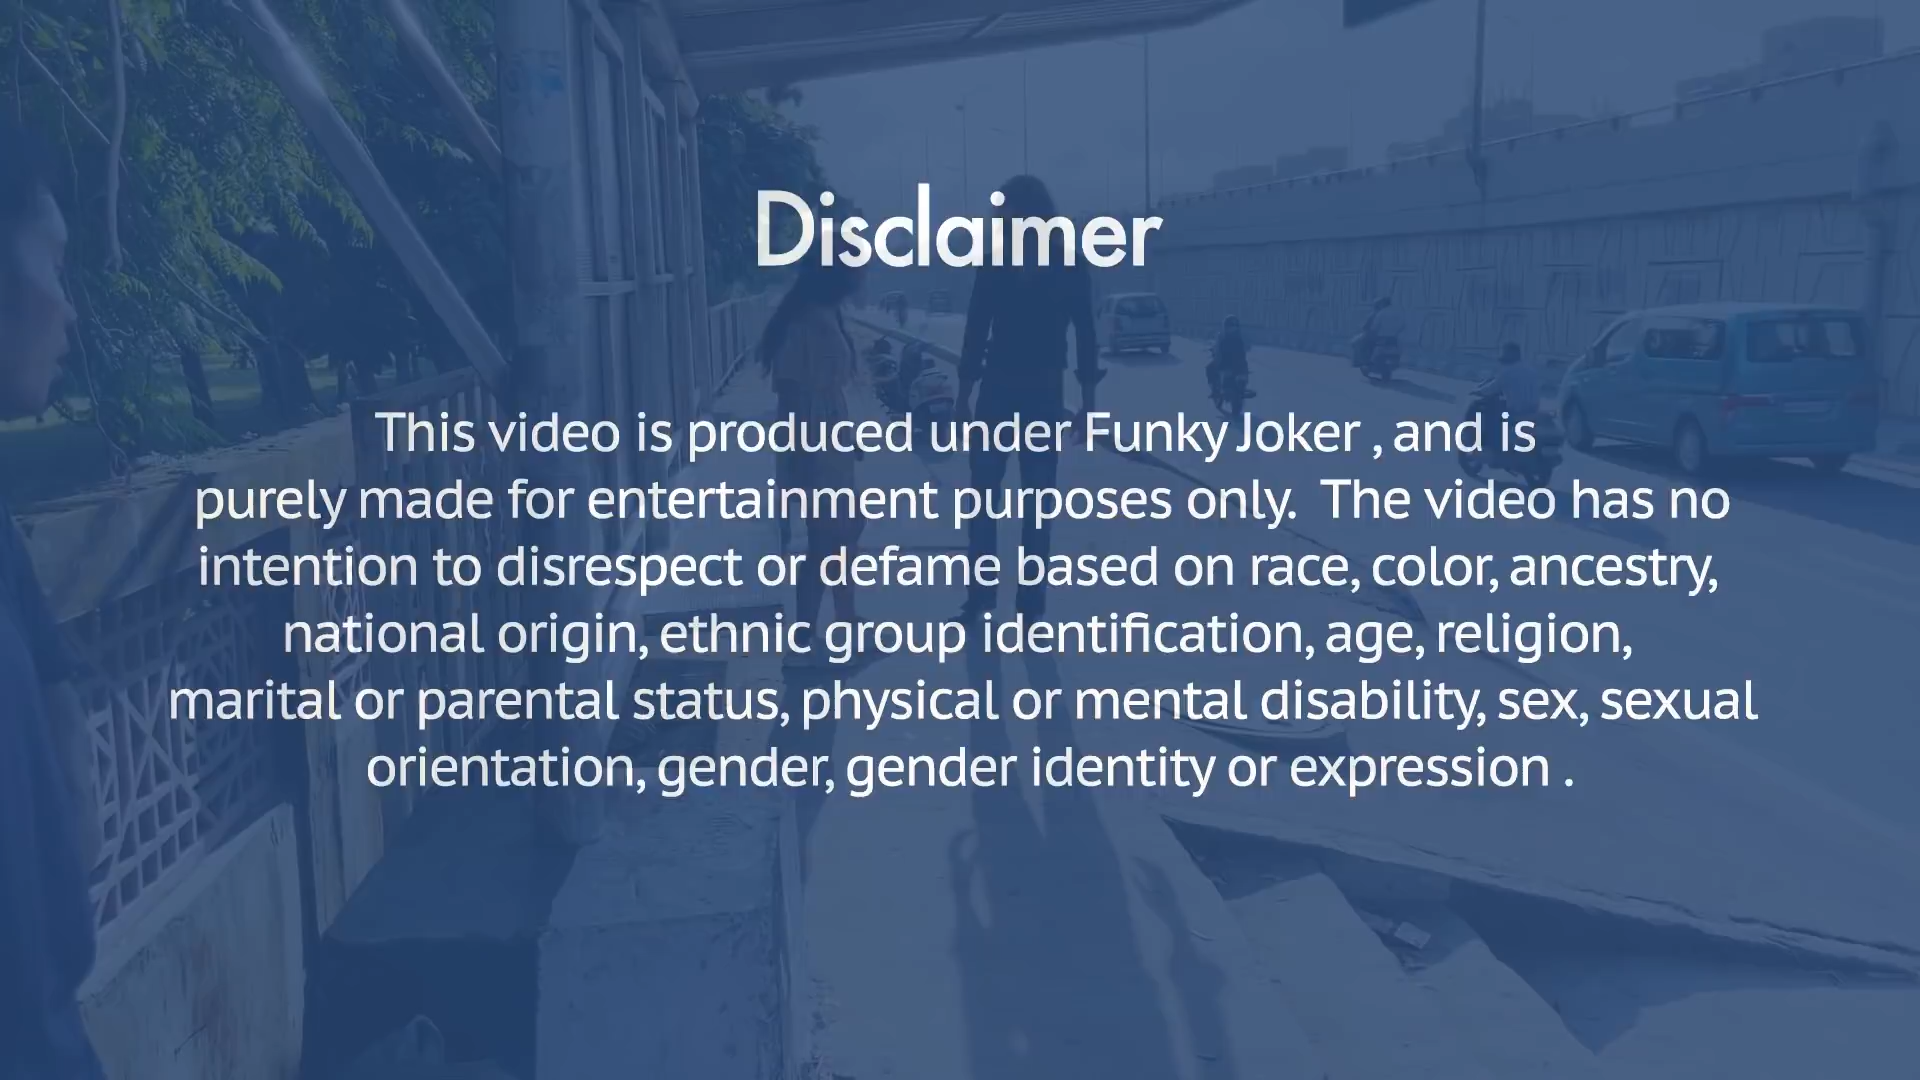 Disclaimer
This video is produced under Funky Joker , and is
purely made for entertainment purposes only.  The video has no
intention to disrespect or defame based on race, color, ancestry,
national origin, ethnic group identification, age, religion,
marital or parental status, physical or mental disability, sex, sexual
orientation, gender, gender identity or expression .